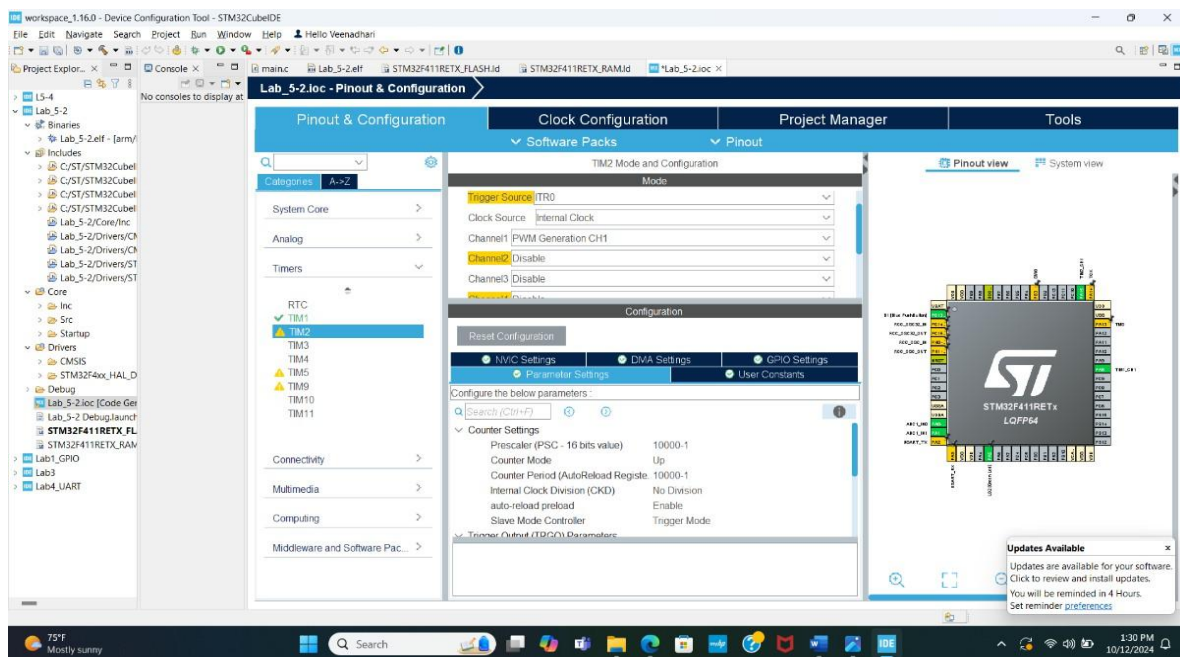 workspace_1.16.0 - Device Configuration Tool - STM32CubeIDE
File Edit Navigate Search Project Run Window Help Hello Veenadhari
Project Explor...
Console
main.c
Lab_5-2.elf
STM32F411RETX_FLASH.ld
STM32F411RETX_RAM.ld
*Lab_5-2.ioc
No consoles to display at
L5-4
Lab_5-2
Binaries
Lab_5-2.elf - [arm/l
Includes
C:/ST/STM32CubeI
C:/ST/STM32CubeI
C:/ST/STM32CubeI
C:/ST/STM32CubeI
Lab_5-2/Core/Inc
Lab_5-2/Drivers/CM
Lab_5-2/Drivers/CM
Lab_5-2/Drivers/ST
Lab_5-2/Drivers/ST
Core
Inc
Src
Startup
Drivers
CMSIS
STM32F4xx_HAL_D
Debug
Lab_5-2.ioc [Code Ger
Lab_5-2 Debug.launch
STM32F411RETX_FL
STM32F411RETX_RAM
Lab1_GPIO
Lab3
Lab4_UART
Lab_5-2.ioc - Pinout & Configuration
Pinout & Configuration
Clock Configuration
Project Manager
Tools
Software Packs
Pinout
Categories
A->Z
System Core
Analog
Timers
RTC
TIM1
TIM2
TIM3
TIM4
TIM5
TIM9
TIM10
TIM11
Connectivity
Multimedia
Computing
Middleware and Software Pac...
TIM2 Mode and Configuration
Mode
Trigger Source ITR0
Clock Source Internal Clock
Channel1 PWM Generation CH1
Channel2 Disable
Channel3 Disable
Configuration
Reset Configuration
NVIC Settings
DMA Settings
GPIO Settings
Parameter Settings
User Constants
Configure the below parameters :
Search (Ctrl+F)
Counter Settings
Prescaler (PSC - 16 bits value) 10000-1
Counter Mode Up
Counter Period (AutoReload Registe. 10000-1
Internal Clock Division (CKD) No Division
auto-reload preload Enable
Slave Mode Controller Trigger Mode
Trigger Output (TRGO) Parameters
Pinout view
System view
STM32F411RETx
LQFP64
Updates Available x
Updates are available for your software.
Click to review and install updates.
You will be reminded in 4 Hours.
Set reminder preferences
75°F
Mostly sunny
Search
IDE
1:30 PM
10/12/2024